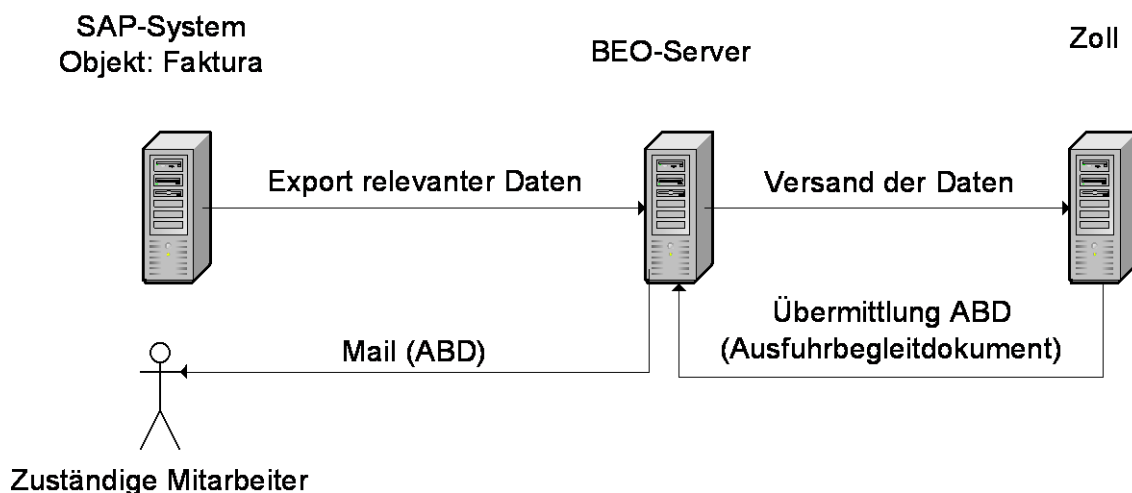 SAP-System
Objekt: Faktura
BEO-Server
Zoll
Export relevanter Daten
Versand der Daten
Übermittlung ABD
(Ausfuhrbegleitdokument)
Mail (ABD)
Zuständige Mitarbeiter